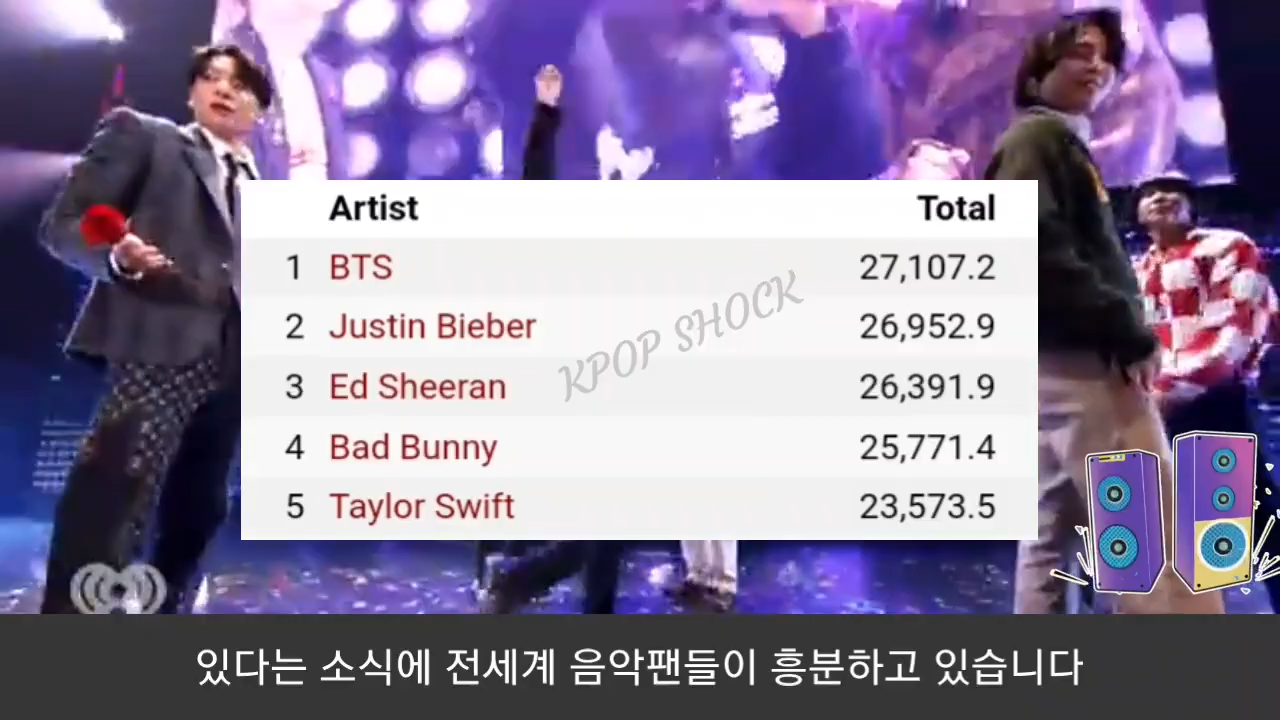 Artist Total
1 BTS 27,107.2
2 Justin Bieber 26,952.9
3 Ed Sheeran 26,391.9
4 Bad Bunny 25,771.4
5 Taylor Swift 23,573.5
KPOP SHOCK
있다는 소식에 전세계 음악팬들이 흥분하고 있습니다